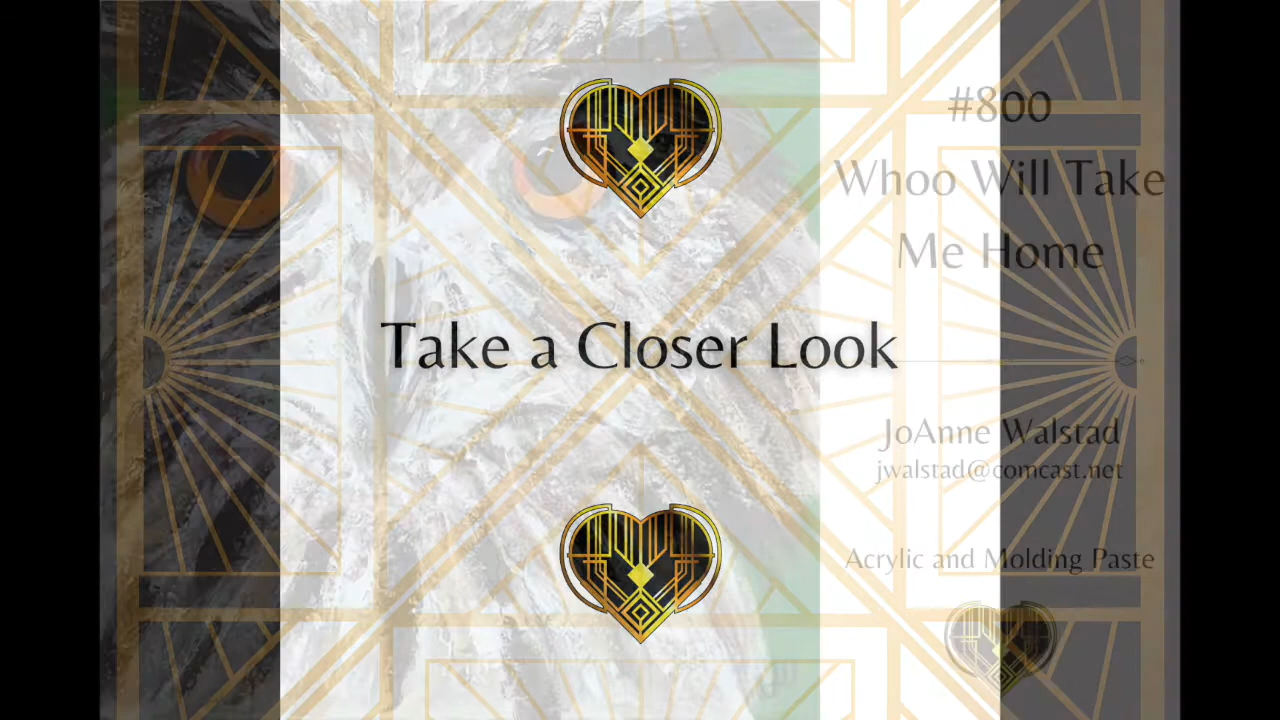 #800
Whoo Will Take
Me Home
Take a Closer Look
JoAnne Walstad
jwalstad@comcast.net
Acrylic and Molding Paste